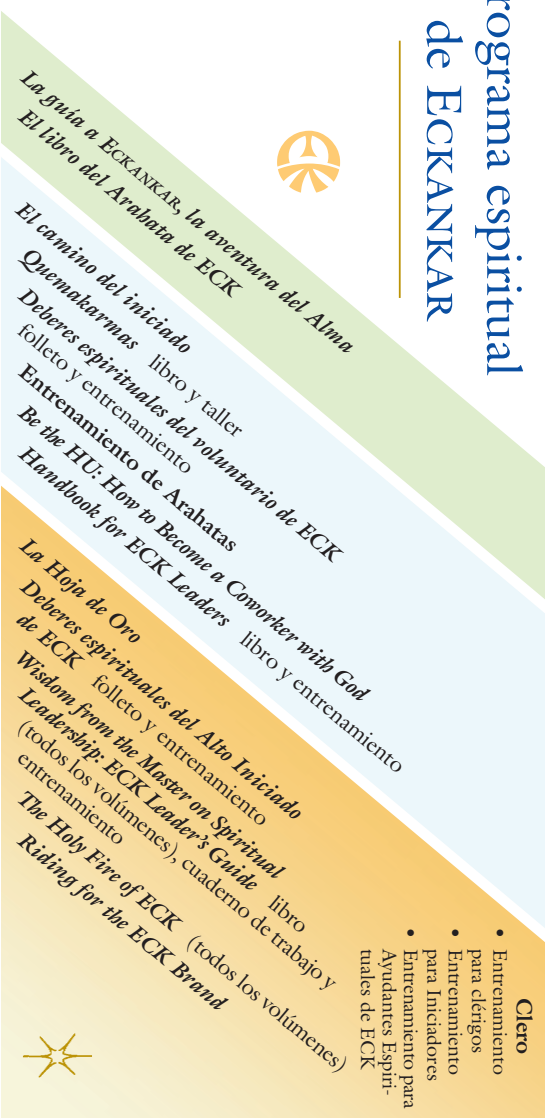 rograma espiritual
de ECKANKAR
La guía a ECKANKAR, la aventura del Alma
El libro del Arahata de ECK
El camino del iniciado
Quemakarmas libro y taller
Deberes espirituales del voluntario de ECK
folleto y entrenamiento
Entrenamiento de Arahatas
Be the HU: How to Become a Coworker with God
Handbook for ECK Leaders libro y entrenamiento
La Hoja de Oro
Deberes espirituales del Alto Iniciado
de ECK folleto y entrenamiento
Wisdom from the Master on Spiritual
Leadership: ECK Leader's Guide libro
(todos los volúmenes), cuaderno de trabajo y
entrenamiento
The Holy Fire of ECK (todos los volúmenes)
Riding for the ECK Brand
Clero
• Entrenamiento
para clérigos
• Entrenamiento
para Iniciadores
• Entrenamiento para
Ayudantes Espiri-
tuales de ECK